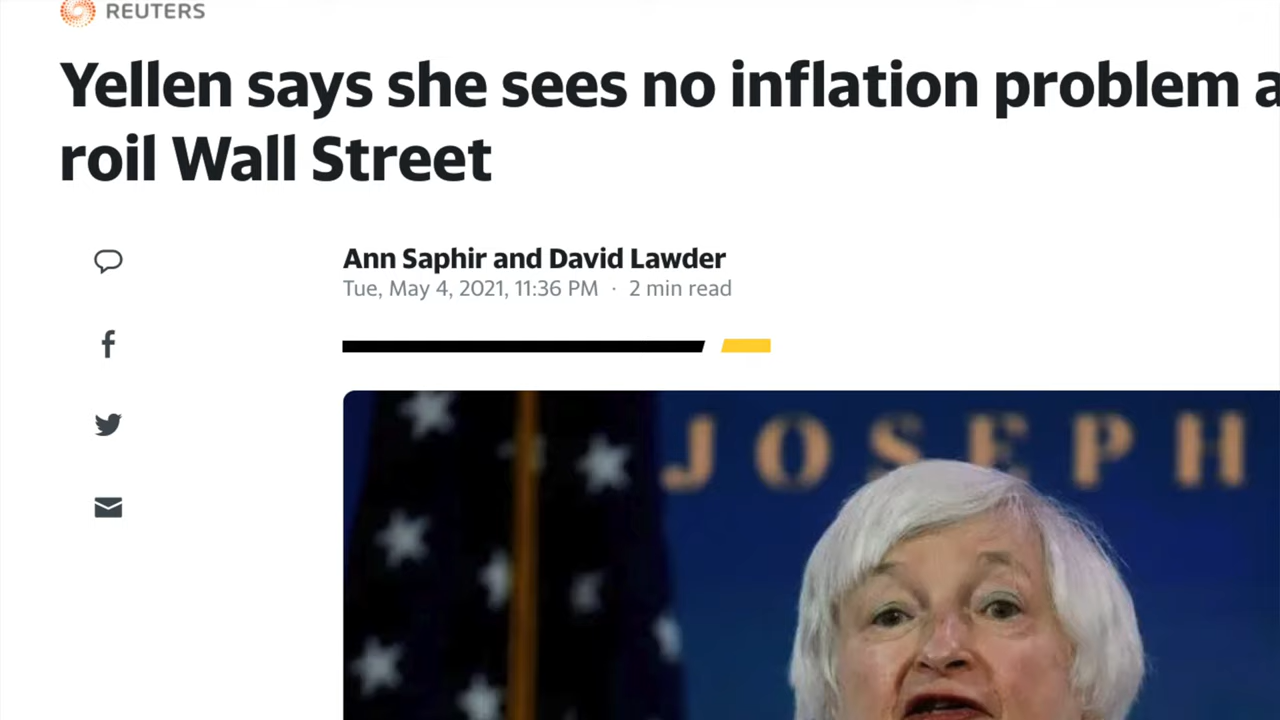 REUTERS
Yellen says she sees no inflation problem a
roil Wall Street
Ann Saphir and David Lawder
Tue, May 4, 2021, 11:36 PM · 2 min read
JOSEPH